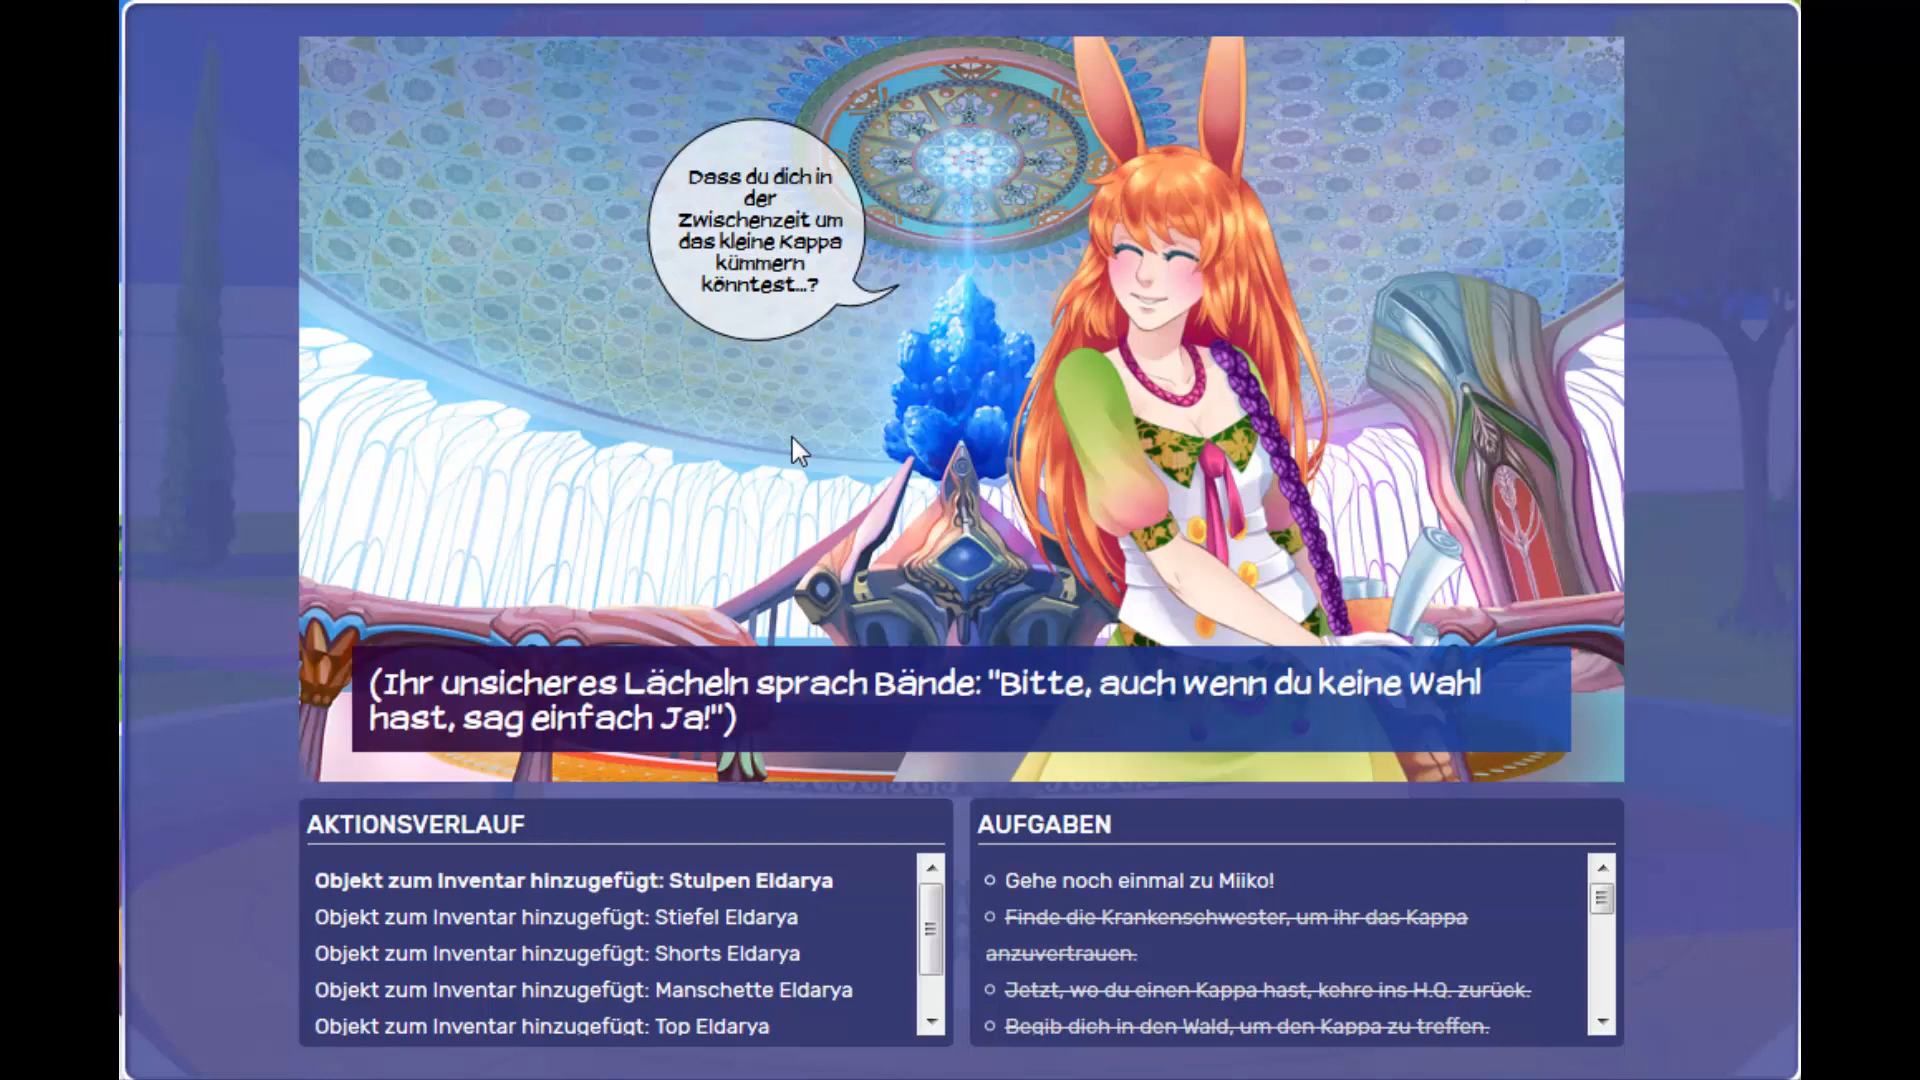 Dass du dich in
der
Zwischenzeit um
das kleine Kappa
kümmern
könntest...?
(Ihr unsicheres Lächeln sprach Bände: "Bitte, auch wenn du keine Wahl
hast, sag einfach Ja!")
AKTIONSVERLAUF
Objekt zum Inventar hinzugefügt: Stulpen Eldarya
Objekt zum Inventar hinzugefügt: Stiefel Eldarya
Objekt zum Inventar hinzugefügt: Shorts Eldarya
Objekt zum Inventar hinzugefügt: Manschette Eldarya
Objekt zum Inventar hinzugefügt: Top Eldarya
AUFGABEN
Gehe noch einmal zu Miiko!
Finde die Krankenschwester, um ihr das Kappa
anzuvertrauen.
Jetzt, wo du einen Kappa hast, kehre ins H.Q. zurück.
Begib dich in den Wald, um den Kappa zu treffen.